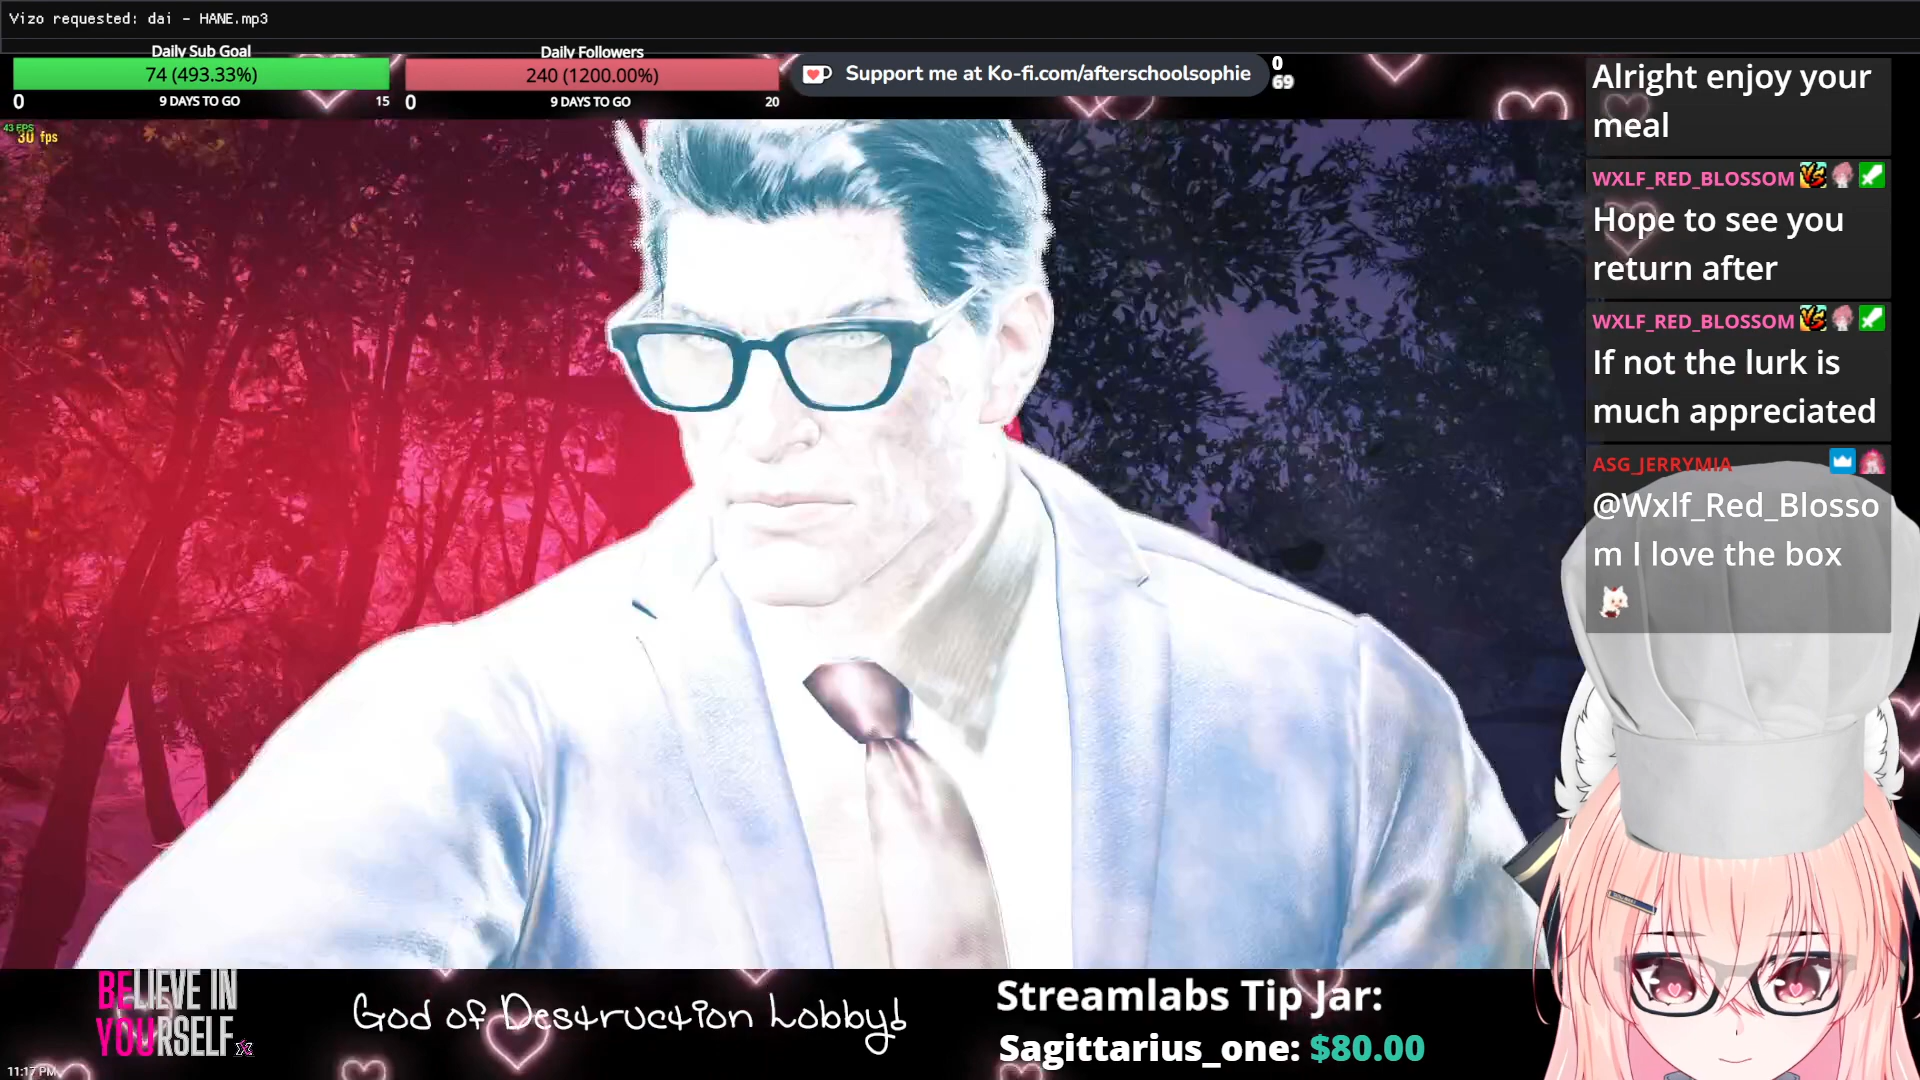 Vizo requested: dai - HANE.mp3
Daily Sub Goal
74 (493.33%)
0
9 DAYS TO GO
15
Daily Followers
240 (1200.00%)
0
9 DAYS TO GO
20
Support me at Ko-fi.com/afterschoolsophie
0
69
43 FPS
30 fps
Alright enjoy your
meal
WXLF_RED_BLOSSOM
Hope to see you
return after
WXLF_RED_BLOSSOM
If not the lurk is
much appreciated
ASG_JERRYMIA
@Wxlf_Red_Blosso
m I love the box
BELIEVE IN
YOURSELF
God of Destruction Lobby!
Streamlabs Tip Jar:
Sagittarius_one: $80.00
11:17 PM